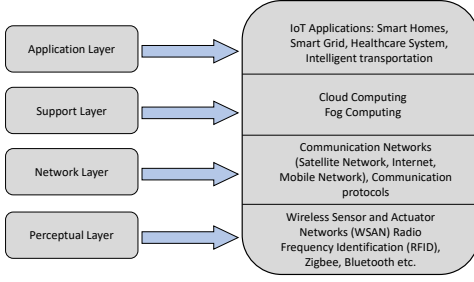 Application Layer
IoT Applications: Smart Homes,
Smart Grid, Healthcare System,
Intelligent transportation
Support Layer
Cloud Computing
Fog Computing
Network Layer
Communication Networks
(Satellite Network, Internet,
Mobile Network), Communication
protocols
Perceptual Layer
Wireless Sensor and Actuator
Networks (WSAN) Radio
Frequency Identification (RFID),
Zigbee, Bluetooth etc.